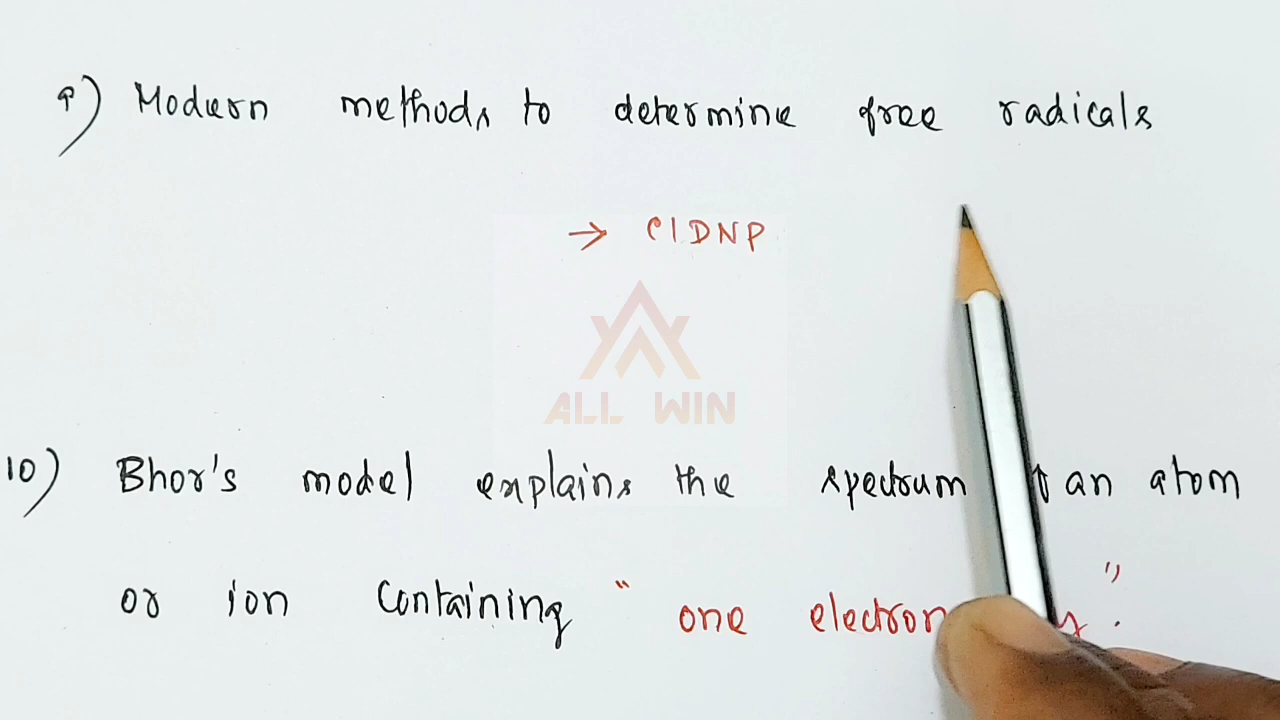 9) Modern methods to determine free radicals
→ CIDNP
ALL WIN
10) Bhor's model explains the spectrum an atom
or ion containing " one electron ".